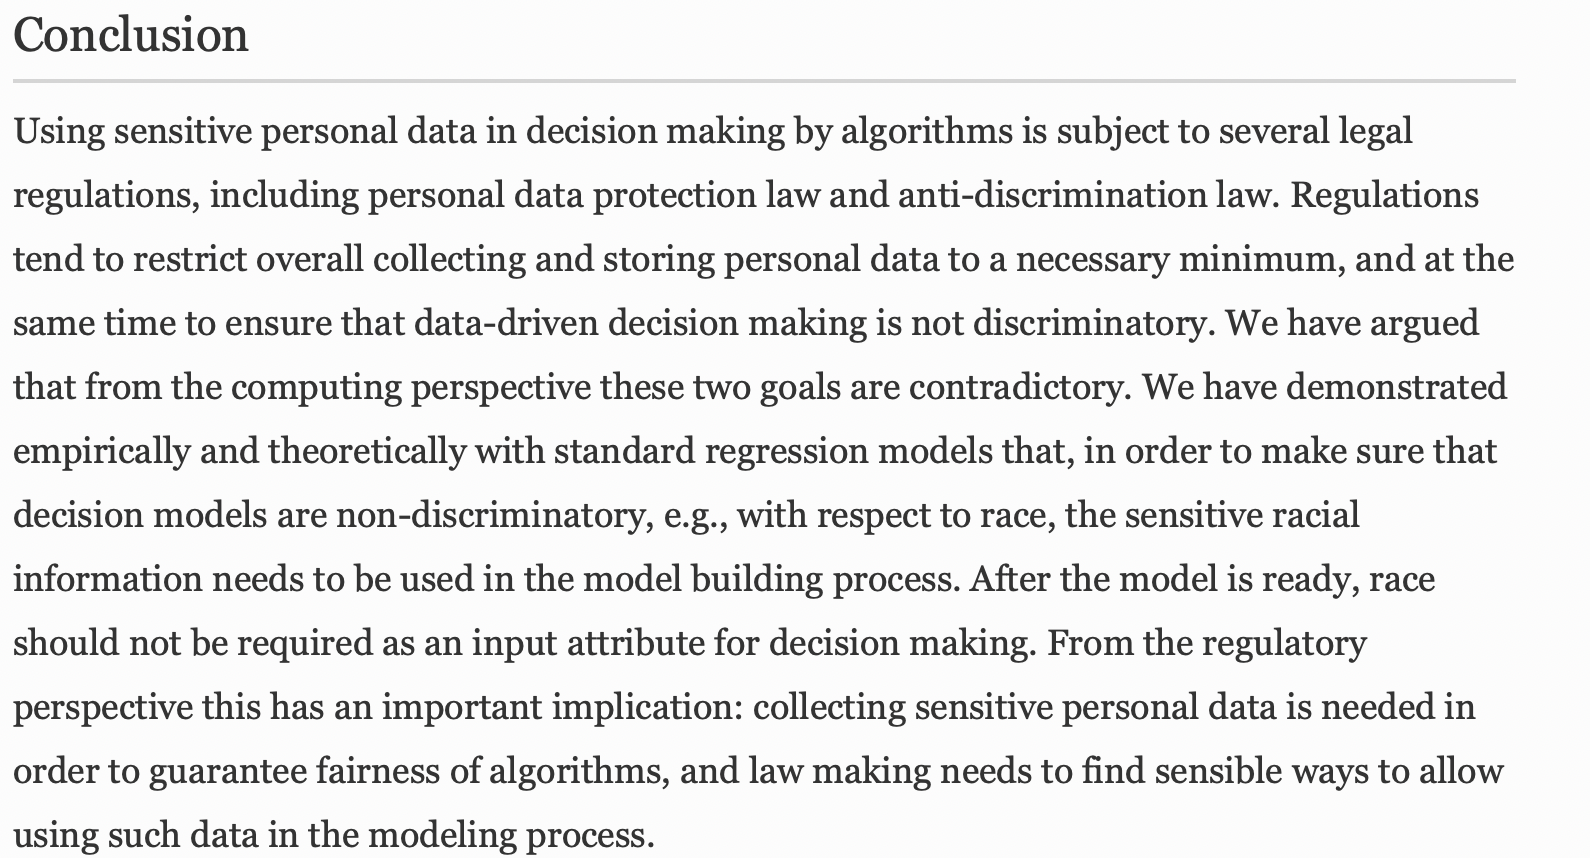 Conclusion
Using sensitive personal data in decision making by algorithms is subject to several legal
regulations, including personal data protection law and anti-discrimination law. Regulations
tend to restrict overall collecting and storing personal data to a necessary minimum, and at the
same time to ensure that data-driven decision making is not discriminatory. We have argued
that from the computing perspective these two goals are contradictory. We have demonstrated
empirically and theoretically with standard regression models that, in order to make sure that
decision models are non-discriminatory, e.g., with respect to race, the sensitive racial
information needs to be used in the model building process. After the model is ready, race
should not be required as an input attribute for decision making. From the regulatory
perspective this has an important implication: collecting sensitive personal data is needed in
order to guarantee fairness of algorithms, and law making needs to find sensible ways to allow
using such data in the modeling process.